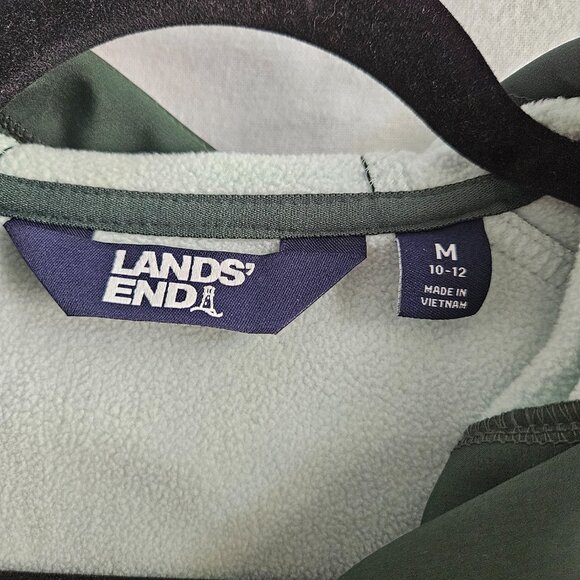 LANDS'
END
M
10-12
MADE IN
VIETNAM